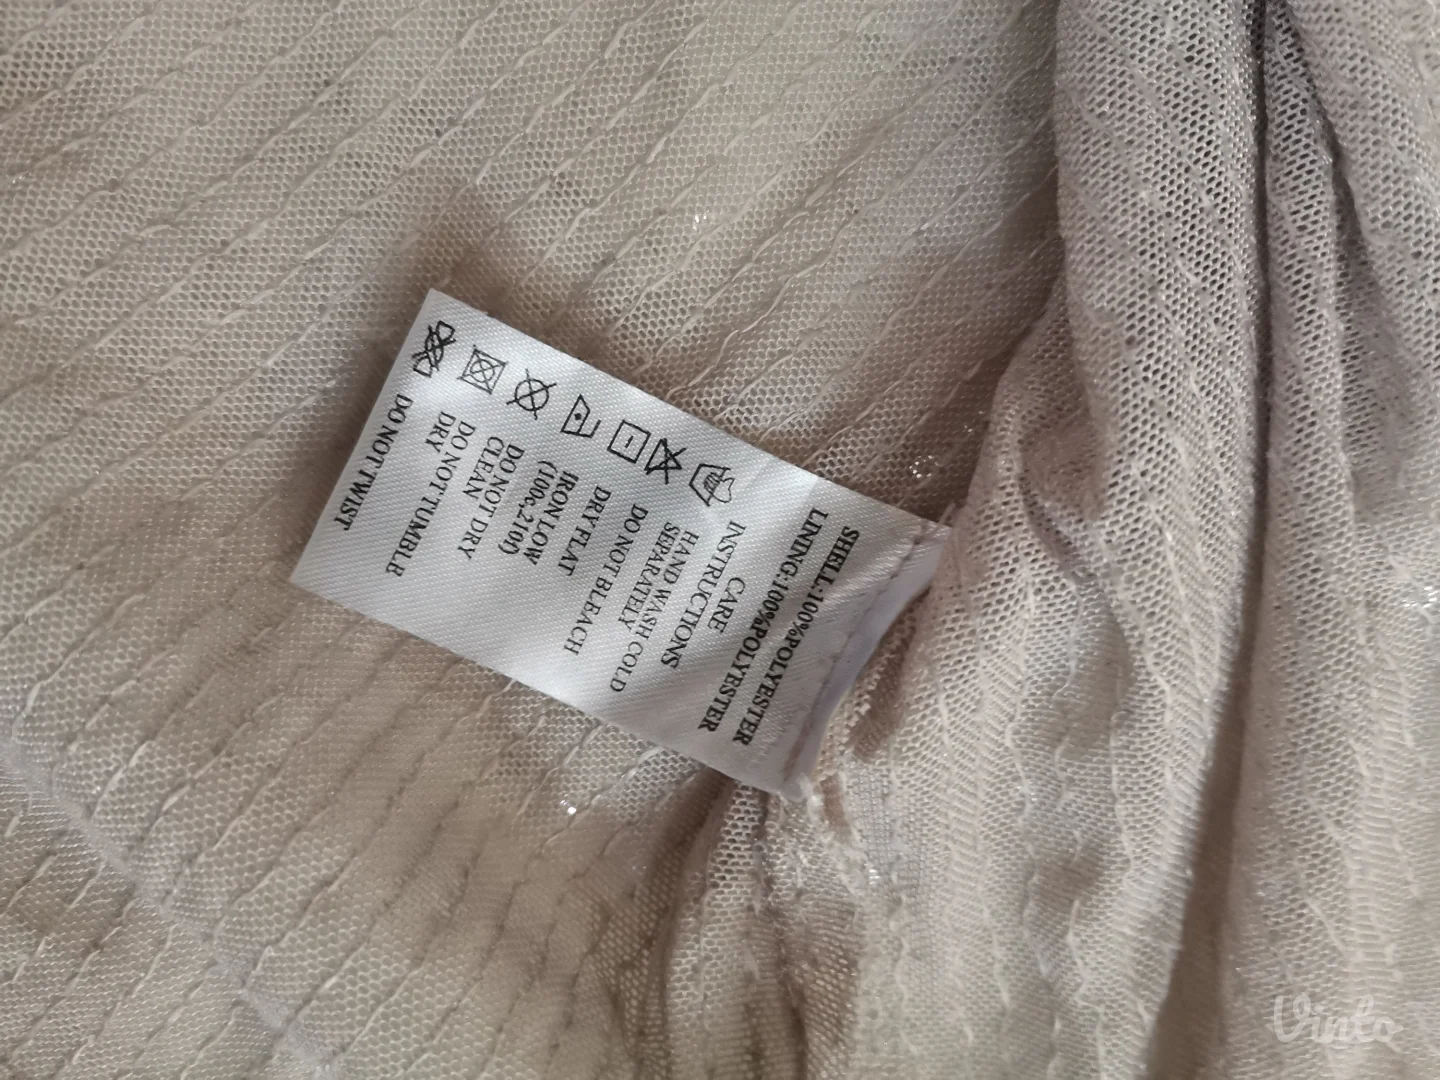 SHELL:100%POLYESTER
LINING:100%POLYESTER
CARE
INSTRUCTIONS
HAND WASH COLD
SEPARATELY
DO NOT BLEACH
DRY FLAT
IRON LOW
(100c,210f)
DO NOT DRY
CLEAN
DO NOT TUMBLE
DRY
DO NOT TWIST
Vinto